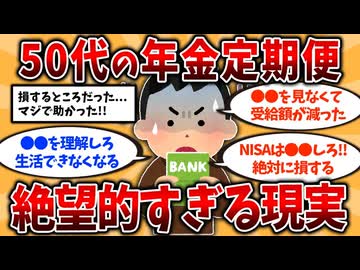 50代の年金定期便
損するところだった…
マジで助かった!!
●●を見なくて
受給額が減った
●●を理解しろ
生活できなくなる
BANK
NISAは●●しろ!!
絶対に損する
絶望的すぎる現実